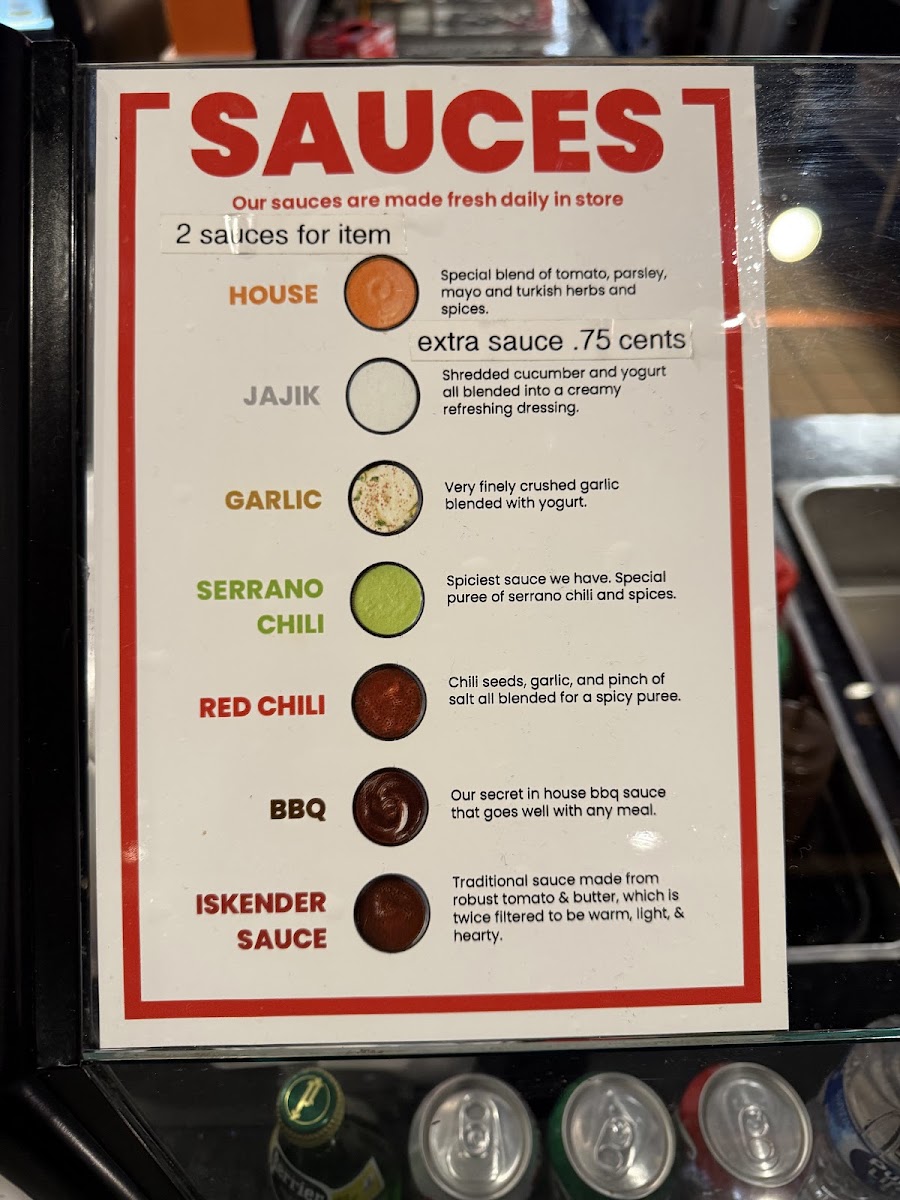 SAUCES
Our sauces are made fresh daily in store
2 sauces for item
HOUSE
Special blend of tomato, parsley,
mayo and turkish herbs and
spices.
extra sauce .75 cents
JAJIK
Shredded cucumber and yogurt
all blended into a creamy
refreshing dressing.
GARLIC
Very finely crushed garlic
blended with yogurt.
SERRANO
CHILI
Spiciest sauce we have. Special
puree of serrano chili and spices.
RED CHILI
Chili seeds, garlic, and pinch of
salt all blended for a spicy puree.
BBQ
Our secret in house bbq sauce
that goes well with any meal.
ISKENDER
SAUCE
Traditional sauce made from
robust tomato & butter, which is
twice filtered to be warm, light, &
hearty.